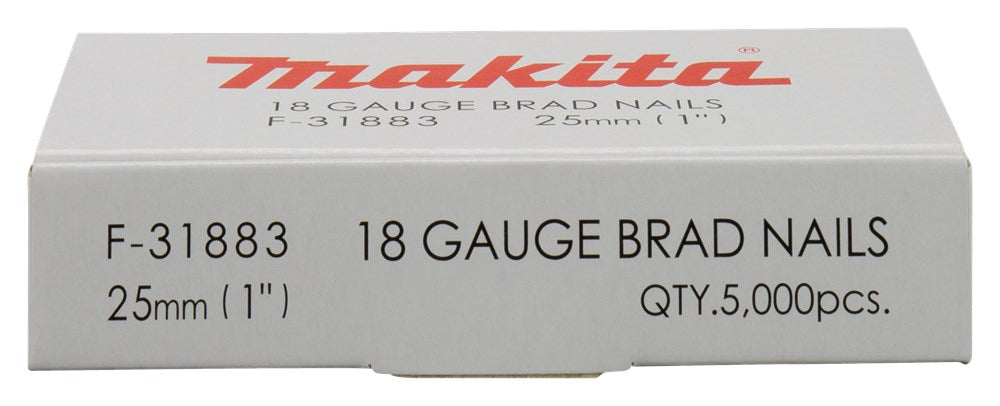 makita®
18 GAUGE BRAD NAILS
F-31883 25mm (1")
F-31883 18 GAUGE BRAD NAILS
25mm (1") QTY.5,000pcs.